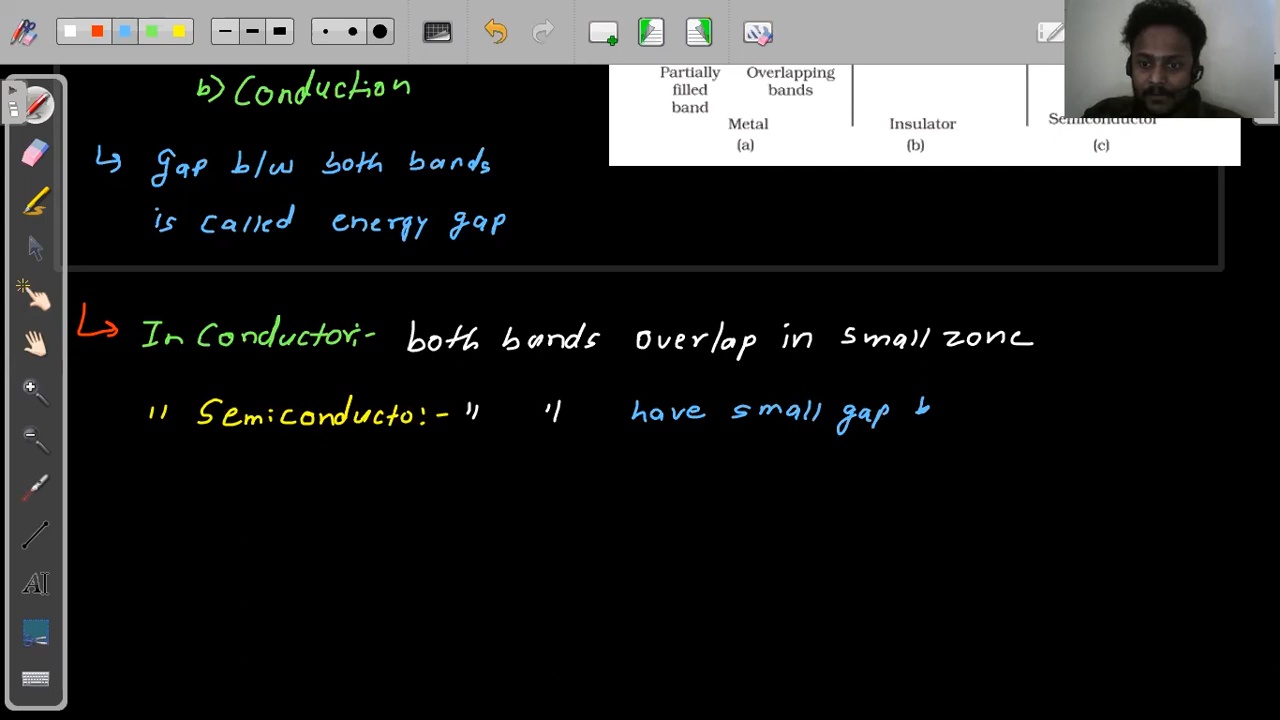 b) Conduction
↳ gap b/w both bands
is called energy gap
Partially
filled
band
Overlapping
bands
Metal
(a)
Insulator
(b)
Semiconductor
(c)
↳ In Conductor:- both bands overlap in small zone
" Semiconducto:- " " have small gap b
AI